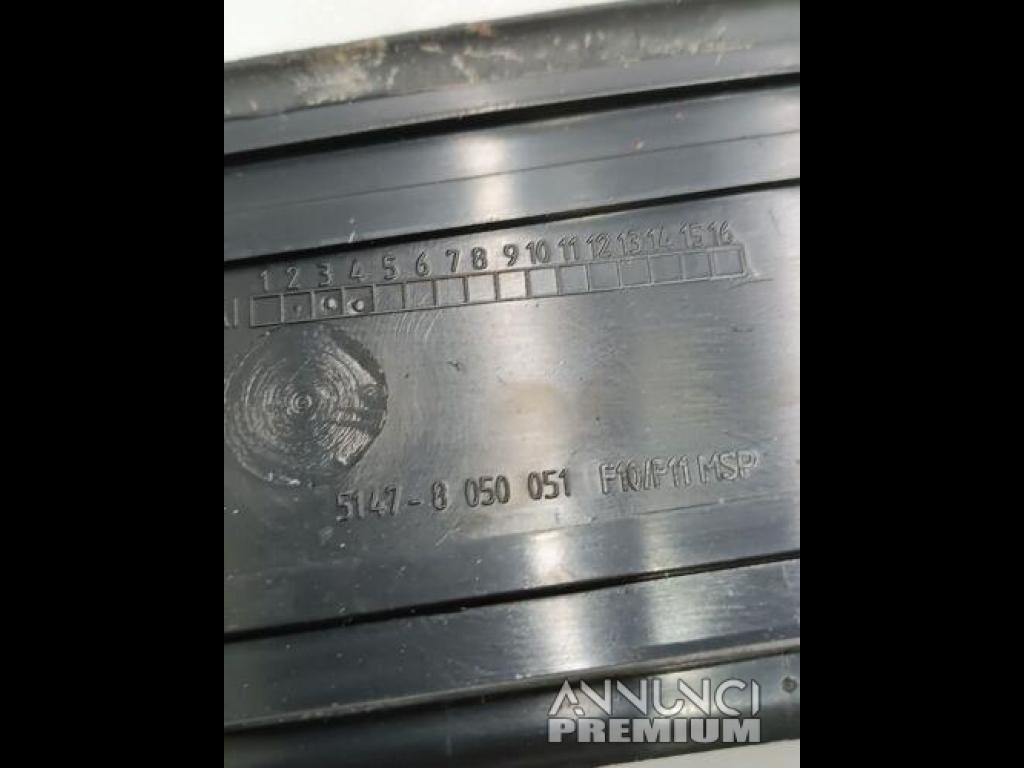 1 2 3 4 5 6 7 8 9 10 11 12 13 14 15 16
5147-8 050 051 F10/F11 MSP
ANNUNCI
PREMIUM